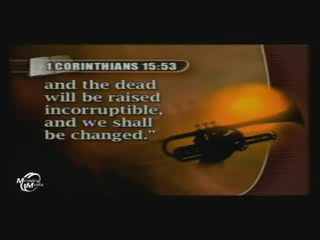 1 CORINTHIANS 15:53
and the dead
will be raised
incorruptible,
and we shall
be changed.”